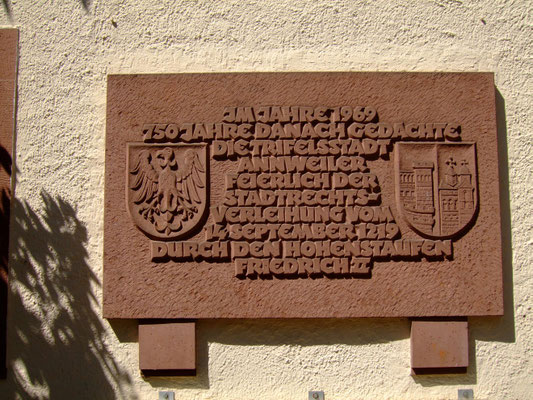 JM JAHRE 1969
750 JAHRE DANACH GEDACHTE
DIE TRIFELSSTADT
ANNWEILER
FEIERLICH DER
STADTRECHTS-
VERLEIHUNG VOM
14 SEPTEMBER 1219
DURCH DEN HOHENSTAUFEN
FRIEDRICH II